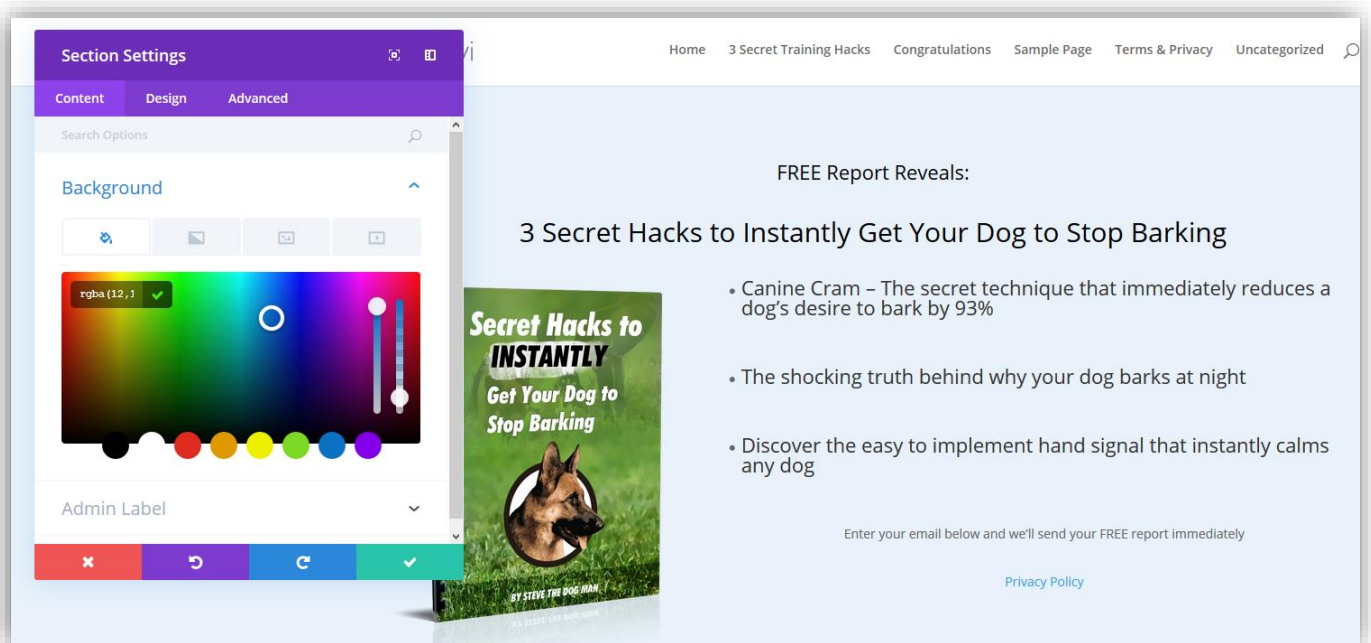 Section Settings
Content Design Advanced
Search Options
Background
rgba(12,1
Admin Label
Home 3 Secret Training Hacks Congratulations Sample Page Terms & Privacy Uncategorized
FREE Report Reveals:
3 Secret Hacks to Instantly Get Your Dog to Stop Barking
Secret Hacks to
INSTANTLY
Get Your Dog to
Stop Barking
BY STEVE THE DOG MAN
• Canine Cram – The secret technique that immediately reduces a
dog’s desire to bark by 93%
• The shocking truth behind why your dog barks at night
• Discover the easy to implement hand signal that instantly calms
any dog
Enter your email below and we’ll send your FREE report immediately
Privacy Policy